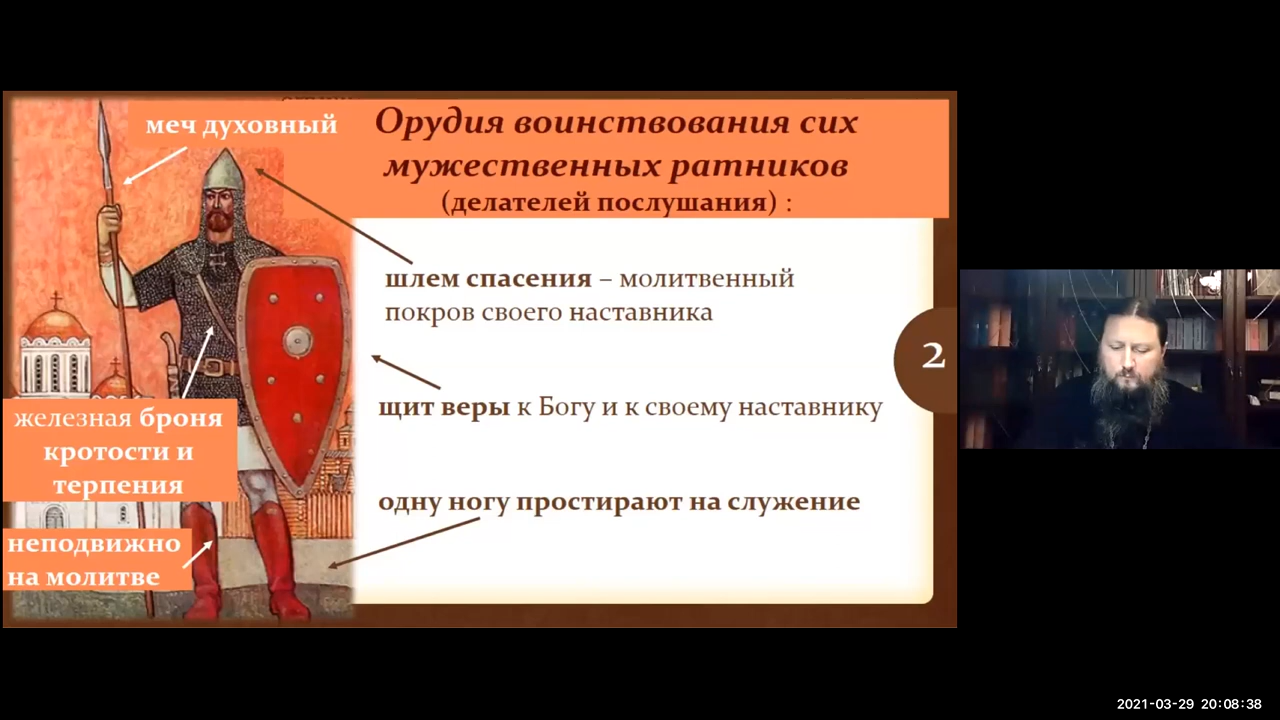 меч духовный
Орудия воинствования сих
мужественных ратников
(делателей послушания) :
шлем спасения – молитвенный
покров своего наставника
2
щит веры к Богу и к своему наставнику
железная броня
кротости и
терпения
одну ногу простирают на служение
неподвижно
на молитве
2021-03-29 20:08:38